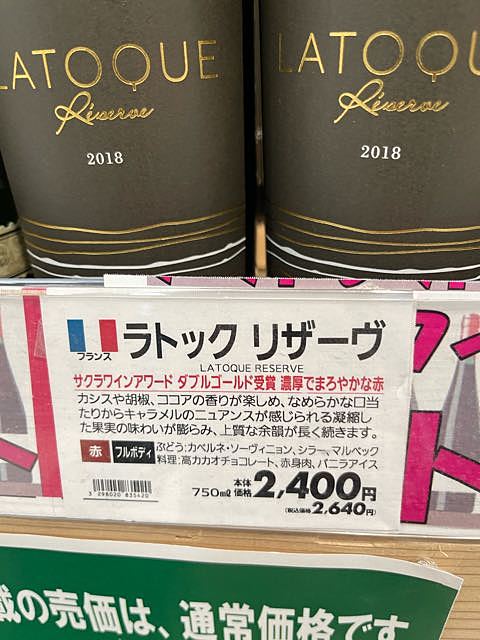 LATOQUE
Réserve
2018
LATOQU
Réserve
2018
フランス
ラトック リザーヴ
LATOQUE RESERVE
サクラワインアワード ダブルゴールド受賞 濃厚でまろやかな赤
カシスや胡椒、ココアの香りが楽しめ、なめらかな口当
たりからキャラメルのニュアンスが感じられる凝縮し
た果実の味わいが膨らみ、上質な余韻が長く続きます。
赤 フルボディ
ぶどう:カベルネ・ソーヴィニョン、シラー、マルベック
料理:高カカオチョコレート、赤身肉、バニラアイス
3 298020 835420
750mℓ
本体価格 2,400円
(税込価格2,640円)
の売価は、通常価格です